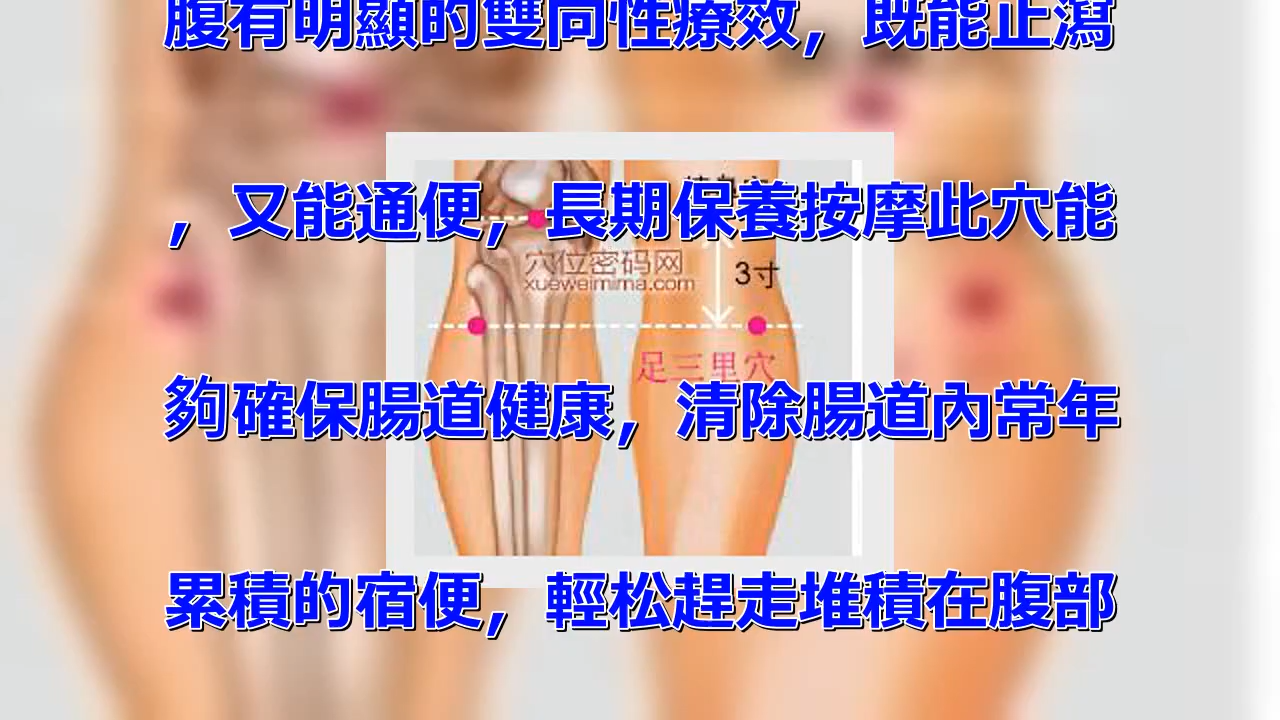 腹有明顯的雙向性療效，既能止瀉
，又能通便，長期保養按摩此穴能
穴位密码网
xueweimima.com
3寸
足三里穴
夠確保腸道健康，清除腸道內常年
累積的宿便，輕松趕走堆積在腹部